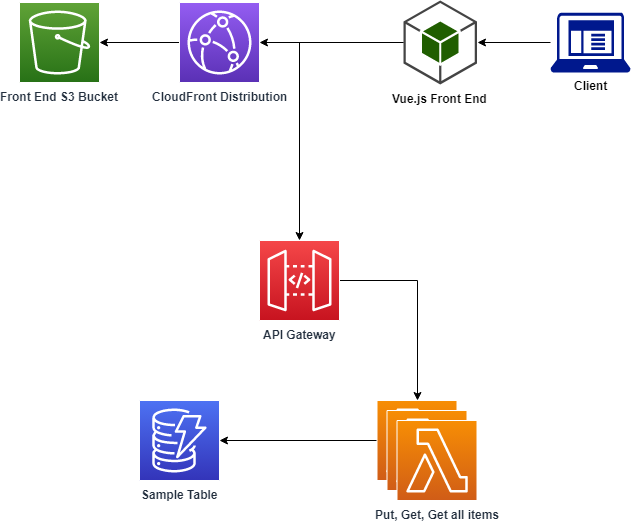 Front End S3 Bucket
CloudFront Distribution
Vue.js Front End
Client
</>
API Gateway
Sample Table
Put, Get, Get all items